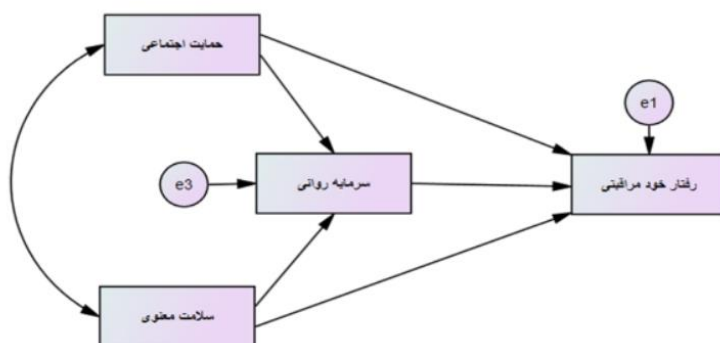 حمایت اجتماعی
e1
سرمایه روانی
e3
رفتار خود مراقبتی
سلامت معنوی